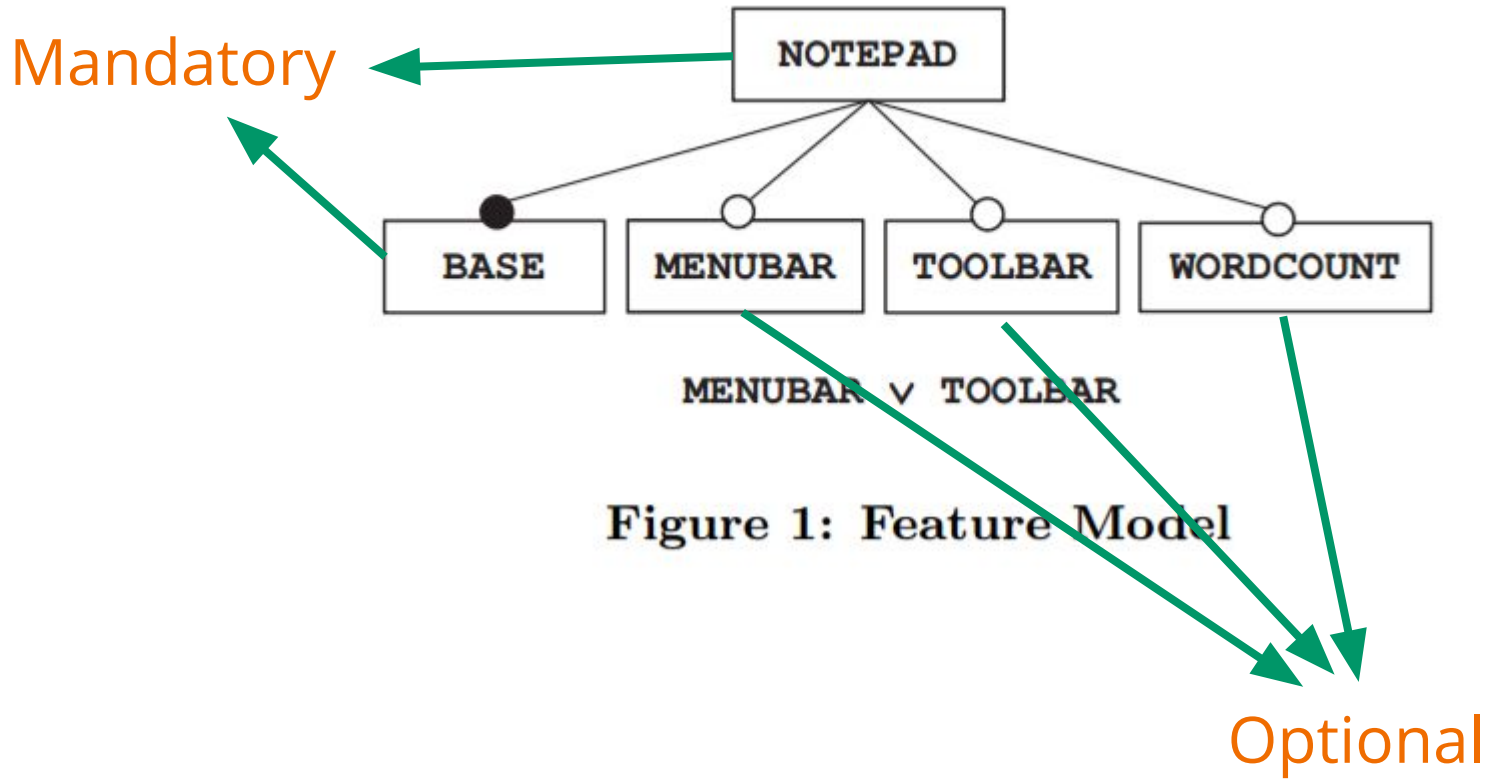 Mandatory
NOTEPAD
BASE
MENUBAR
TOOLBAR
WORDCOUNT
MENUBAR ∨ TOOLBAR
Figure 1: Feature Model
Optional